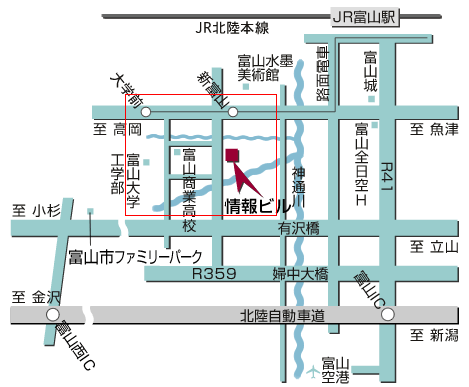 JR富山駅
JR北陸本線
富山水墨
美術館
路面電車
富山城
大学前
新富山
至 高岡
至 魚津
富山大学
工学部
富山商業高校
神通川
富山全日空H
R41
情報ビル
至 小杉
有沢橋
至 立山
富山市ファミリーパーク
R359
婦中大橋
富山IC
至 金沢
北陸自動車道
至 新潟
富山西IC
富山
空港